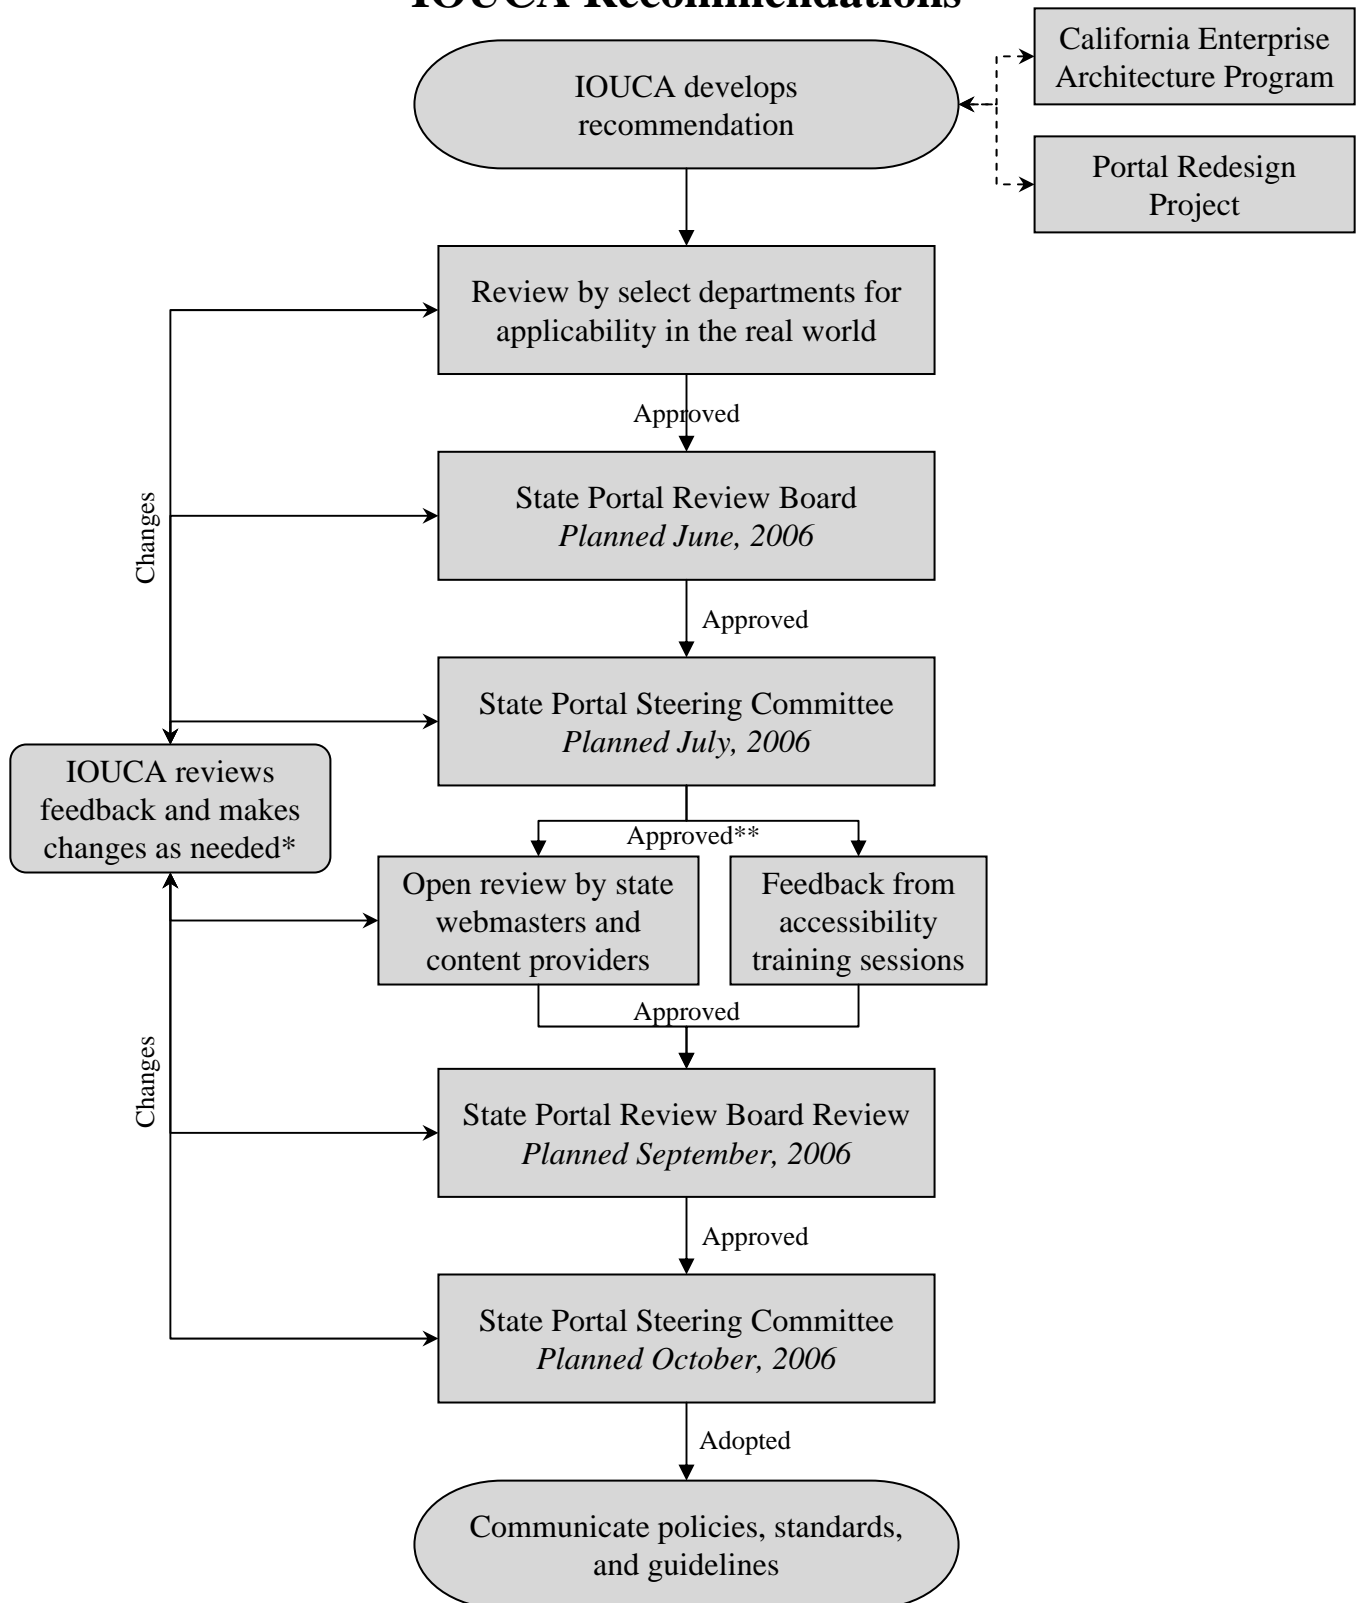 IOUCA Recommendations
California Enterprise
Architecture Program
IOUCA develops
recommendation
Portal Redesign
Project
Review by select departments for
applicability in the real world
Approved
Changes
State Portal Review Board
Planned June, 2006
Approved
State Portal Steering Committee
Planned July, 2006
IOUCA reviews
feedback and makes
changes as needed*
Approved**
Open review by state
webmasters and
content providers
Feedback from
accessibility
training sessions
Approved
Changes
State Portal Review Board Review
Planned September, 2006
Approved
State Portal Steering Committee
Planned October, 2006
Adopted
Communicate policies, standards,
and guidelines